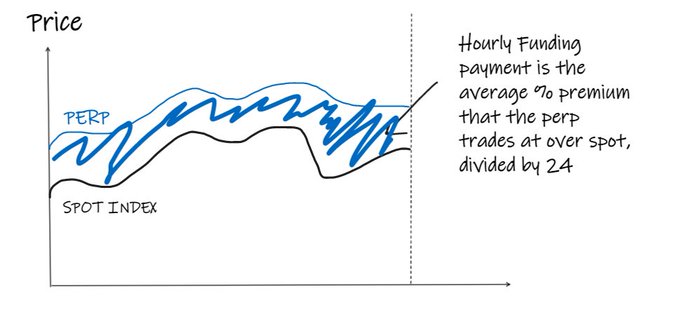 Price
PERP
SPOT INDEX
Hourly Funding
payment is the
average % premium
that the perp
trades at over spot,
divided by 24